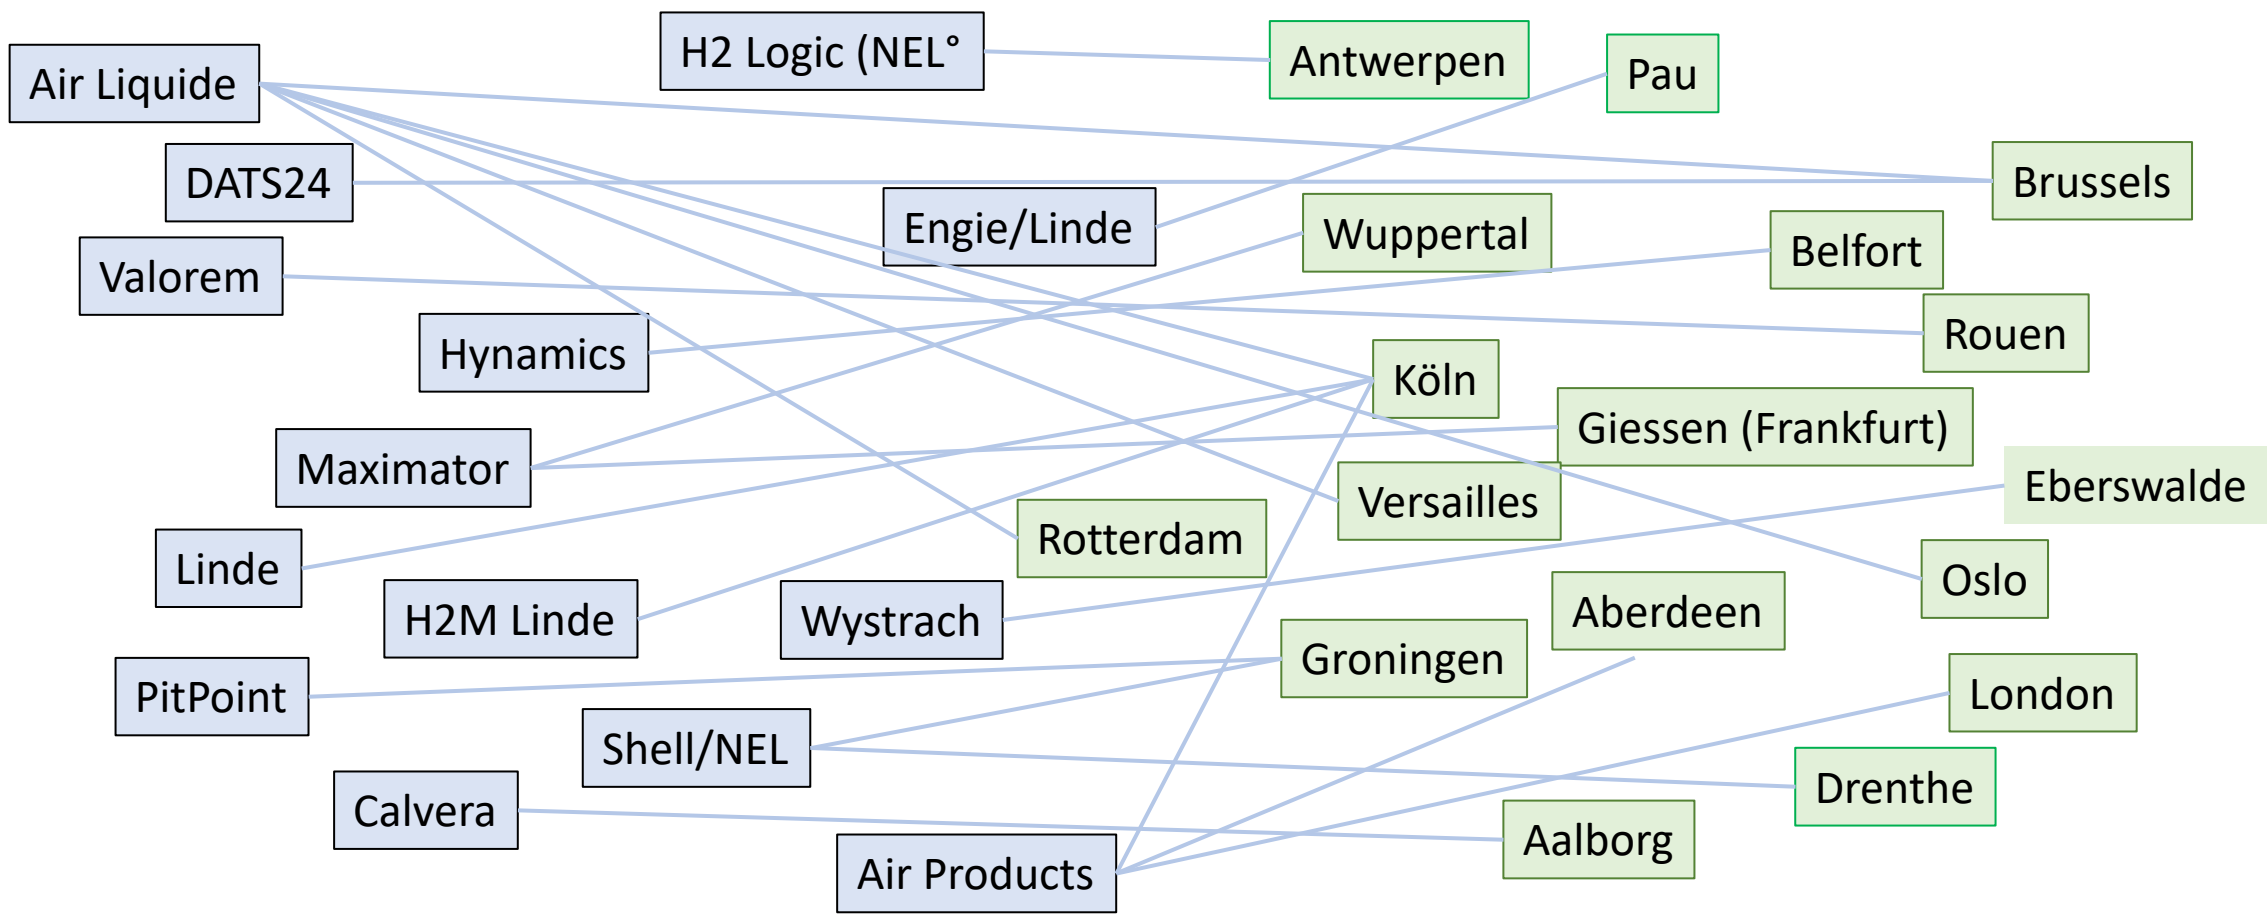 H2 Logic (NEL°
Antwerpen
Pau
Air Liquide
DATS24
Brussels
Engie/Linde
Wuppertal
Belfort
Valorem
Rouen
Hynamics
Köln
Giessen (Frankfurt)
Maximator
Eberswalde
Versailles
Rotterdam
Linde
Oslo
H2M Linde
Wystrach
Aberdeen
Groningen
PitPoint
London
Shell/NEL
Drenthe
Calvera
Aalborg
Air Products